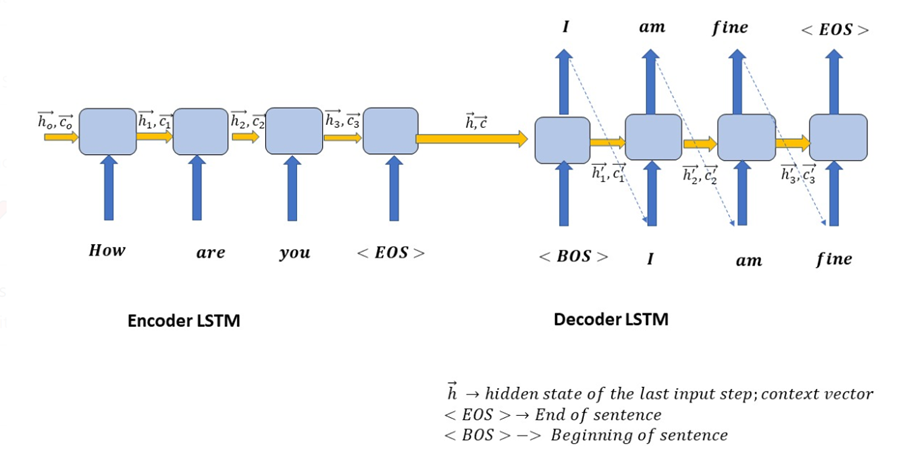 I am fine < EOS >
h⃗ₒ, c⃗ₒ h⃗₁, c⃗₁ h⃗₂, c⃗₂ h⃗₃, c⃗₃ h⃗, c⃗
h⃗′₁, c⃗′₁ h⃗′₂, c⃗′₂ h⃗′₃, c⃗′₃
How are you < EOS > < BOS > I am fine
Encoder LSTM Decoder LSTM
h⃗ → hidden state of the last input step; context vector
< EOS > → End of sentence
< BOS > −> Beginning of sentence